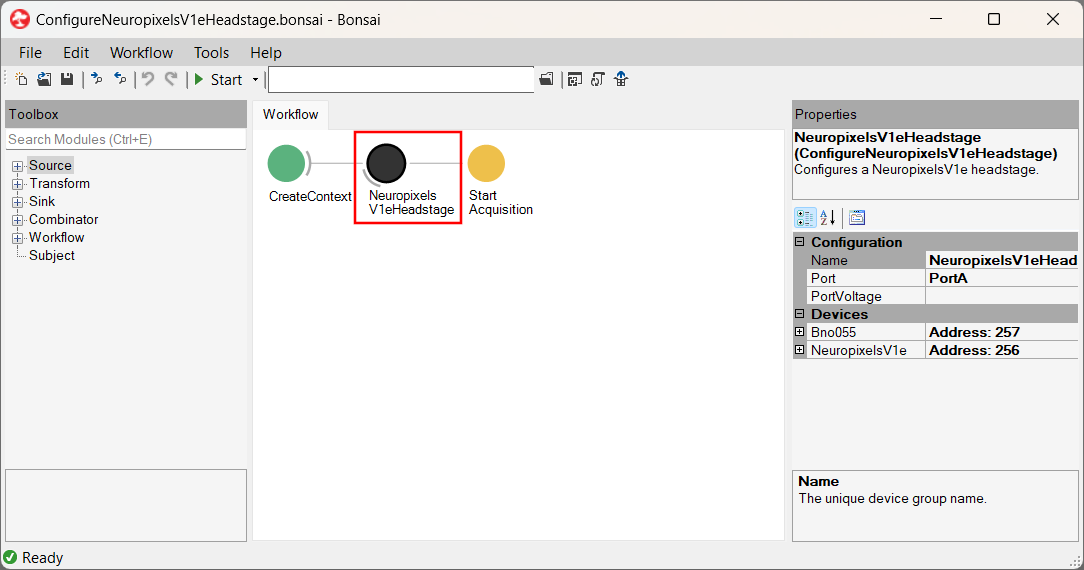 ConfigureNeuropixelsV1eHeadstage.bonsai - Bonsai
File Edit Workflow Tools Help
Start
Toolbox
Search Modules (Ctrl+E)
Source
Transform
Sink
Combinator
Workflow
Subject
Workflow
CreateContext
Neuropixels
V1eHeadstage
Start
Acquisition
Properties
NeuropixelsV1eHeadstage
(ConfigureNeuropixelsV1eHeadstage)
Configures a NeuropixelsV1e headstage.
Configuration
Name NeuropixelsV1eHead
Port PortA
PortVoltage
Devices
Bno055 Address: 257
NeuropixelsV1e Address: 256
Name
The unique device group name.
Ready